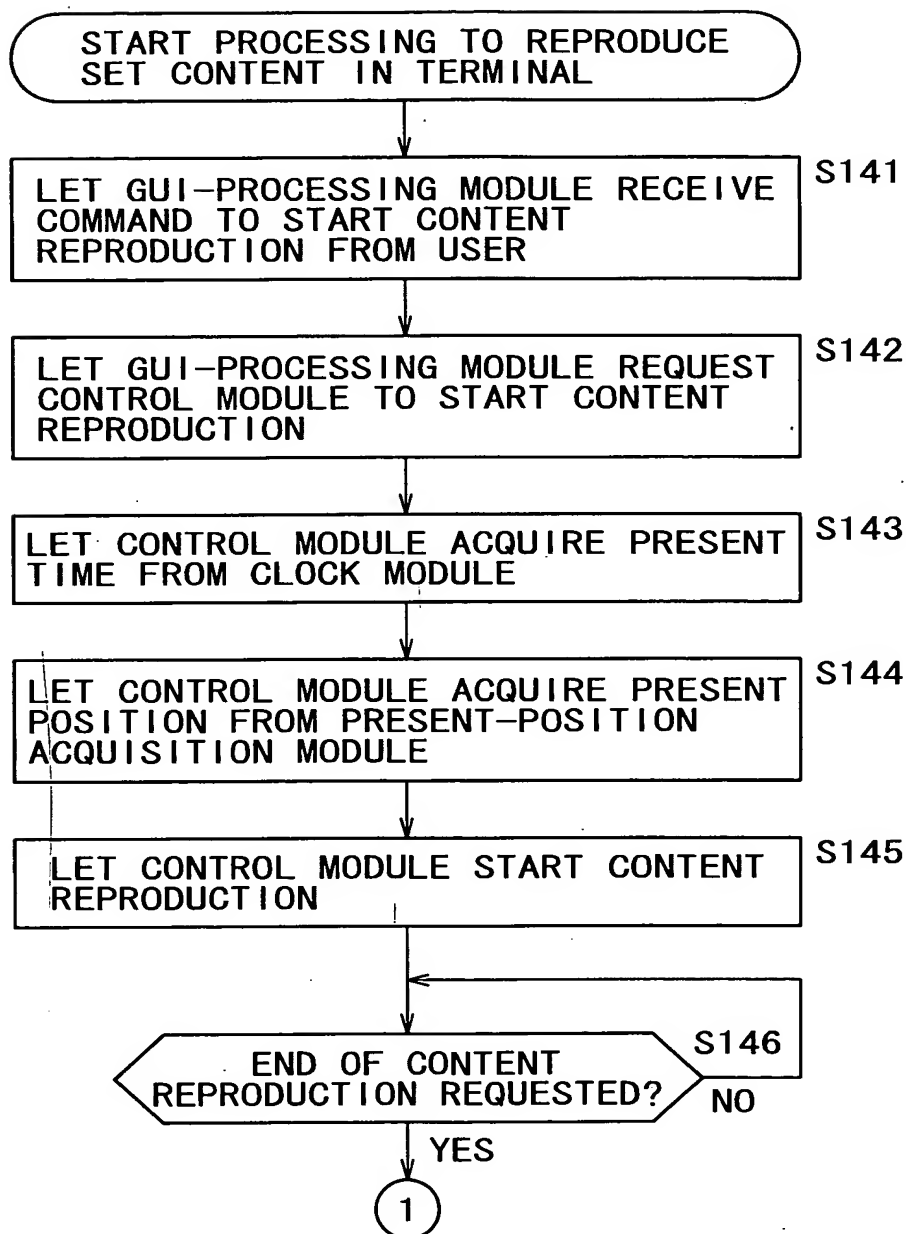 START PROCESSING TO REPRODUCE
SET CONTENT IN TERMINAL
S141
LET GUI-PROCESSING MODULE RECEIVE
COMMAND TO START CONTENT
REPRODUCTION FROM USER
S142
LET GUI-PROCESSING MODULE REQUEST
CONTROL MODULE TO START CONTENT
REPRODUCTION
S143
LET CONTROL MODULE ACQUIRE PRESENT
TIME FROM CLOCK MODULE
S144
LET CONTROL MODULE ACQUIRE PRESENT
POSITION FROM PRESENT-POSITION
ACQUISITION MODULE
S145
LET CONTROL MODULE START CONTENT
REPRODUCTION
S146
END OF CONTENT
REPRODUCTION REQUESTED?
NO
YES
1